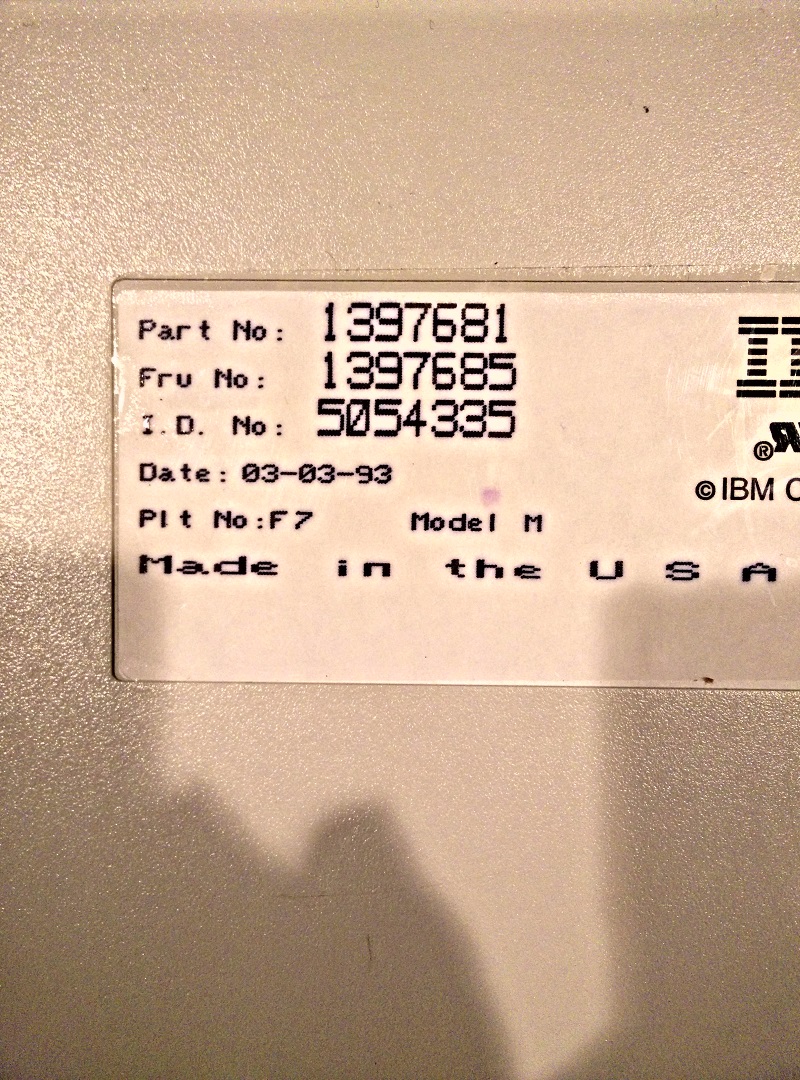 Part No: 1397681
Fru No: 1397685
I.D. No: 5054335
Date: 03-03-93
Plt No:F7 Model M
Made in the U S A
©IBM